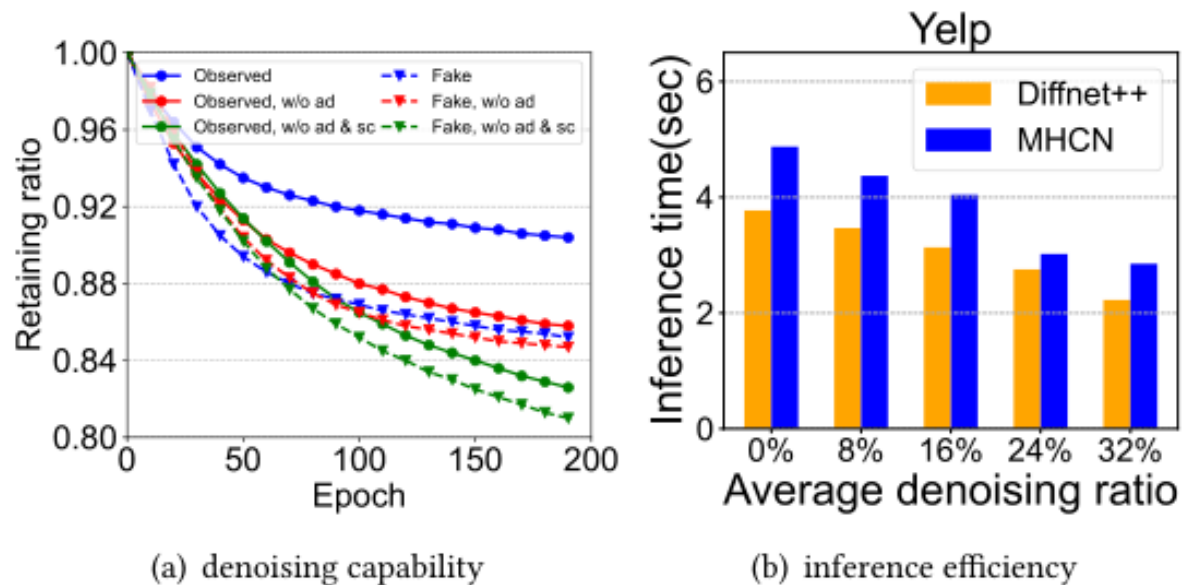 1.00
0.96
0.92
0.88
0.84
0.80
Retaining ratio
Observed
Observed, w/o ad
Observed, w/o ad & sc
Fake
Fake, w/o ad
Fake, w/o ad & sc
0 50 100 150 200
Epoch
(a) denoising capability
Yelp
6
4
2
0
Inference time(sec)
Diffnet++
MHCN
0% 8% 16% 24% 32%
Average denoising ratio
(b) inference efficiency